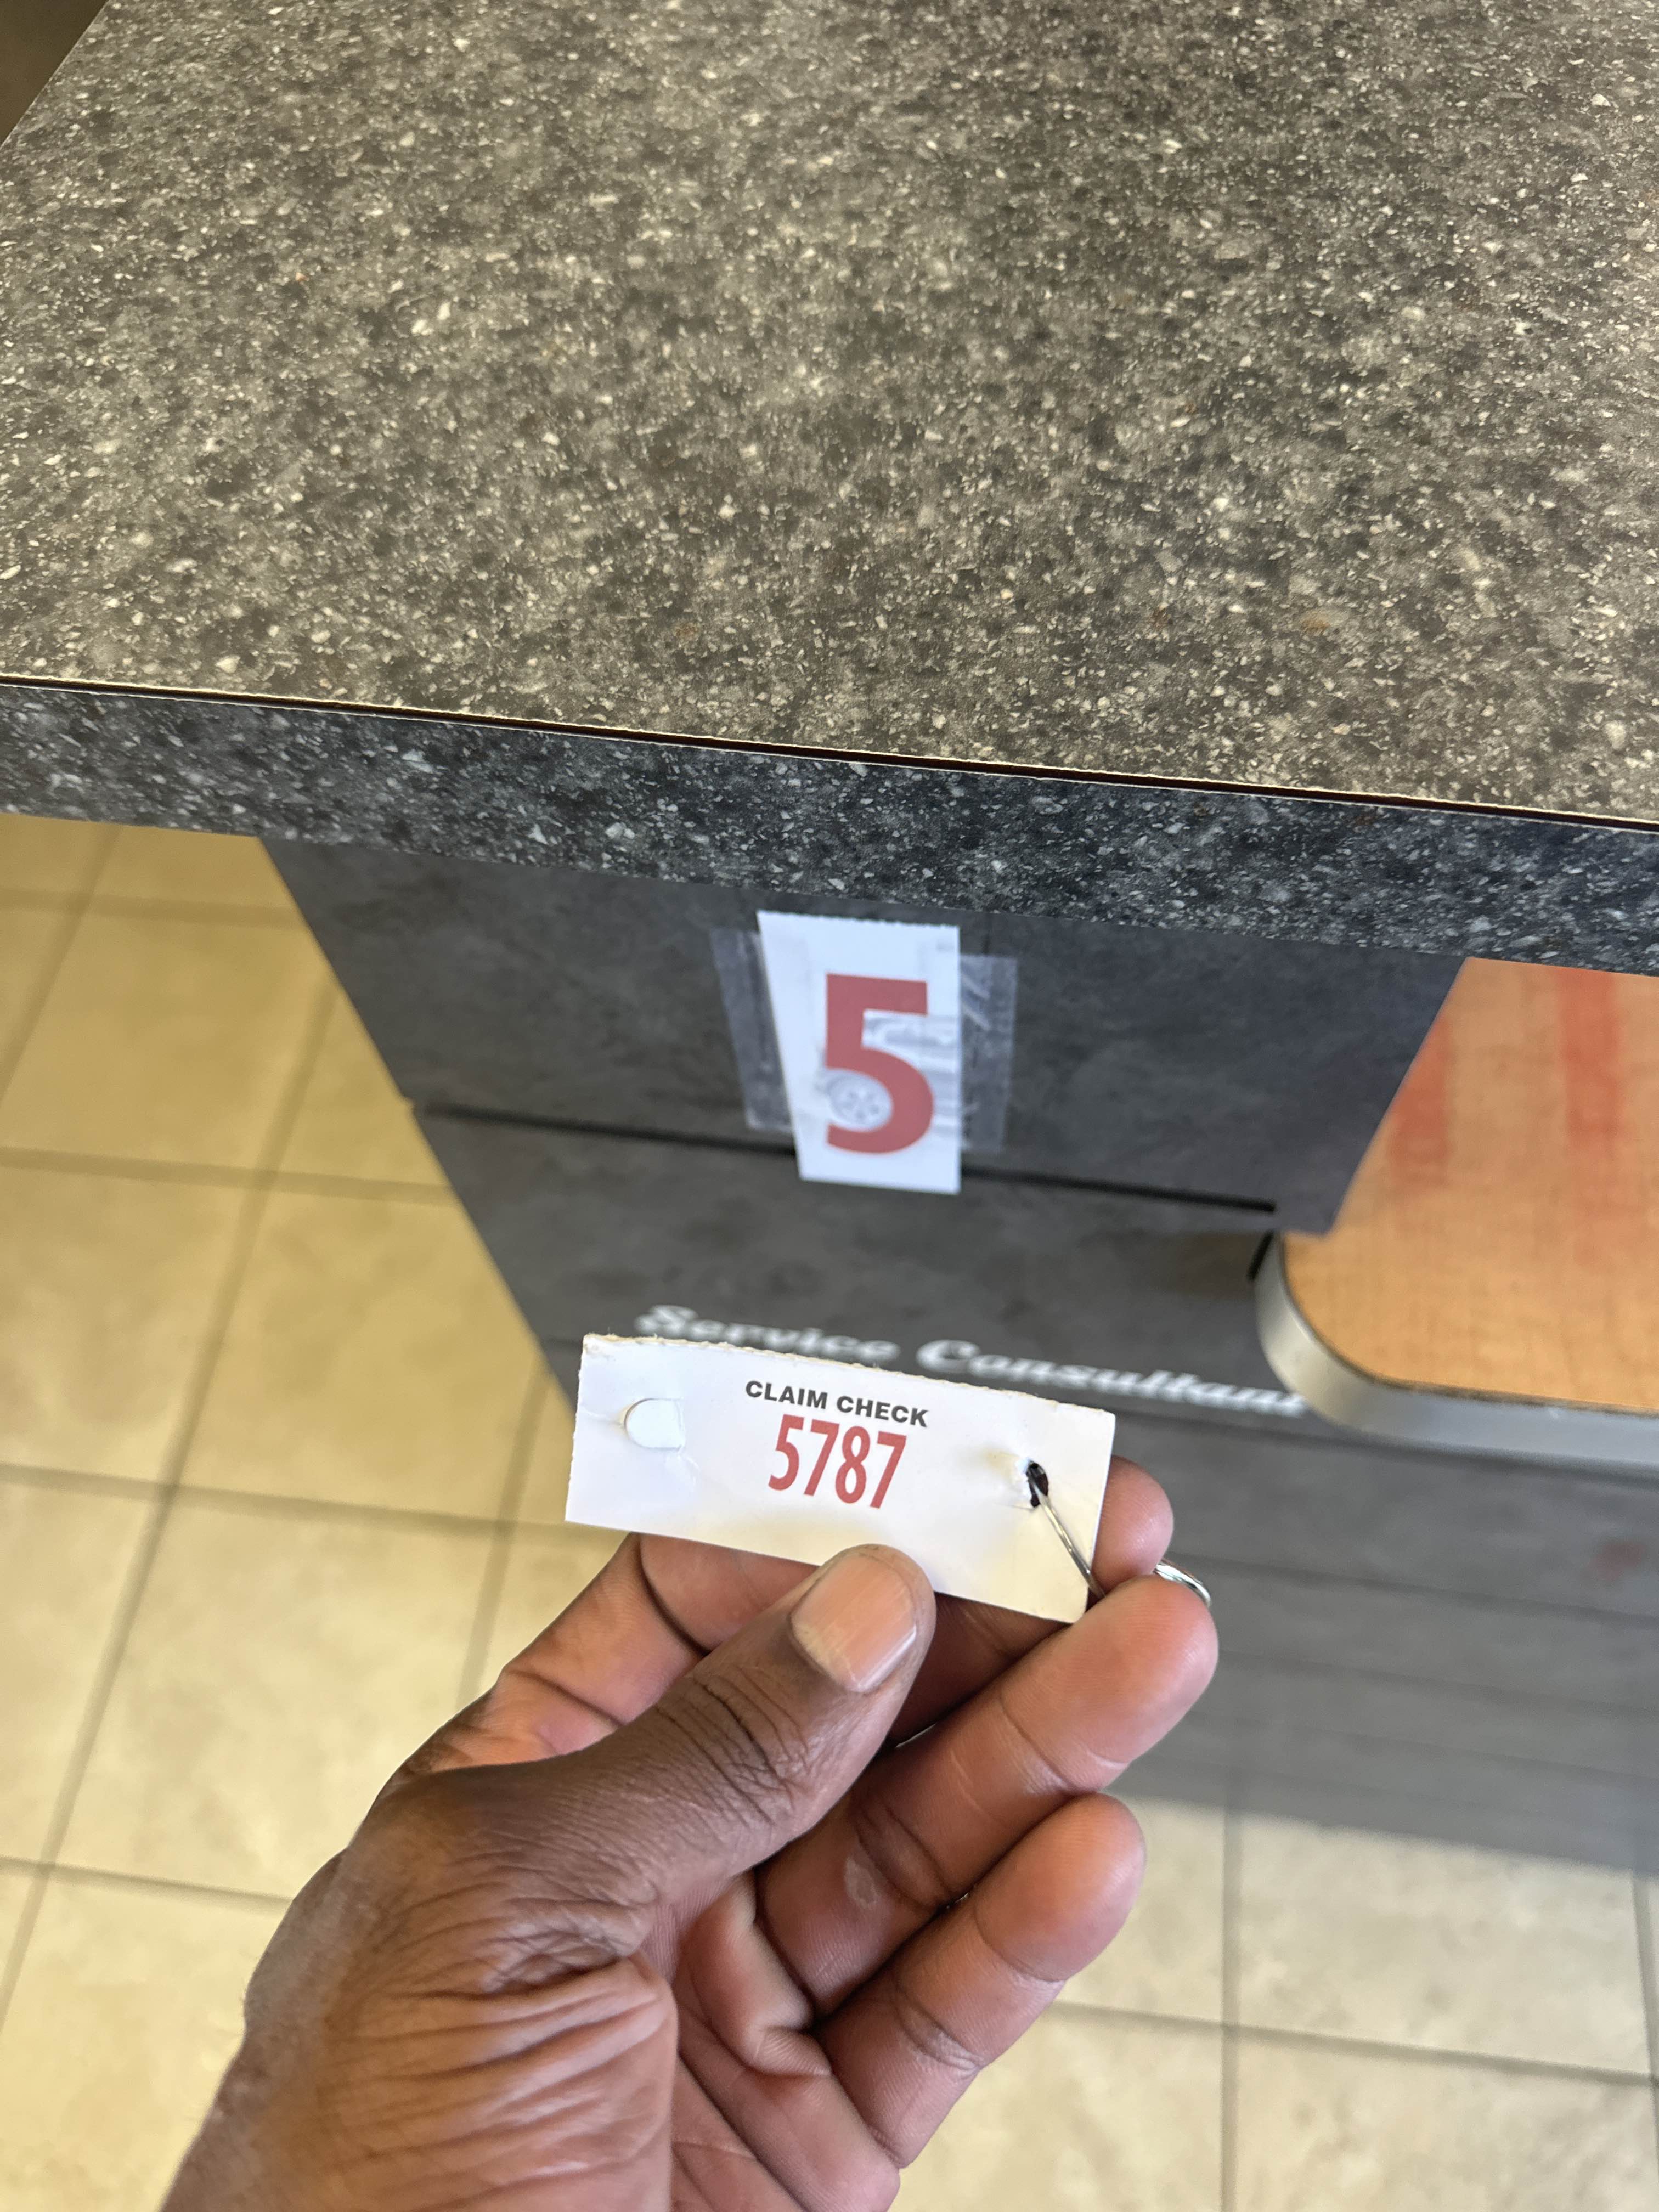 5
Service Consultant
CLAIM CHECK
5787